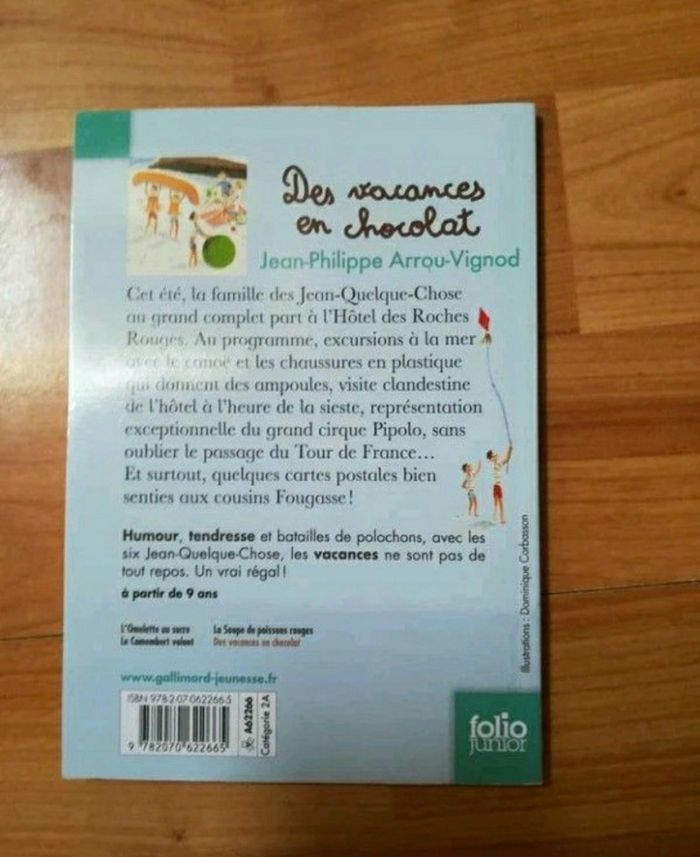 Des vacances
en chocolat
Jean-Philippe Arrou-Vignod
Cet été, la famille des Jean-Quelque-Chose
au grand complet part à l'Hôtel des Roches
Rouges. Au programme, excursions à la mer
avec le canoë et les chaussures en plastique
qui donnent des ampoules, visite clandestine
de l'hôtel à l'heure de la sieste, représentation
exceptionnelle du grand cirque Pipolo, sans
oublier le passage du Tour de France...
Et surtout, quelques cartes postales bien
senties aux cousins Fougasse !
Humour, tendresse et batailles de polochons, avec les
six Jean-Quelque-Chose, les vacances ne sont pas de
tout repos. Un vrai régal !
à partir de 9 ans
L'Omelette au sucre La Soupe de poissons rouges
Le Camembert volant Des vacances en chocolat
Illustrations : Dominique Corbasson
www.gallimard-jeunesse.fr
ISBN 978-2-07-062266-5
9 782070 622665
A62266
Catégorie 2A
folio
junior